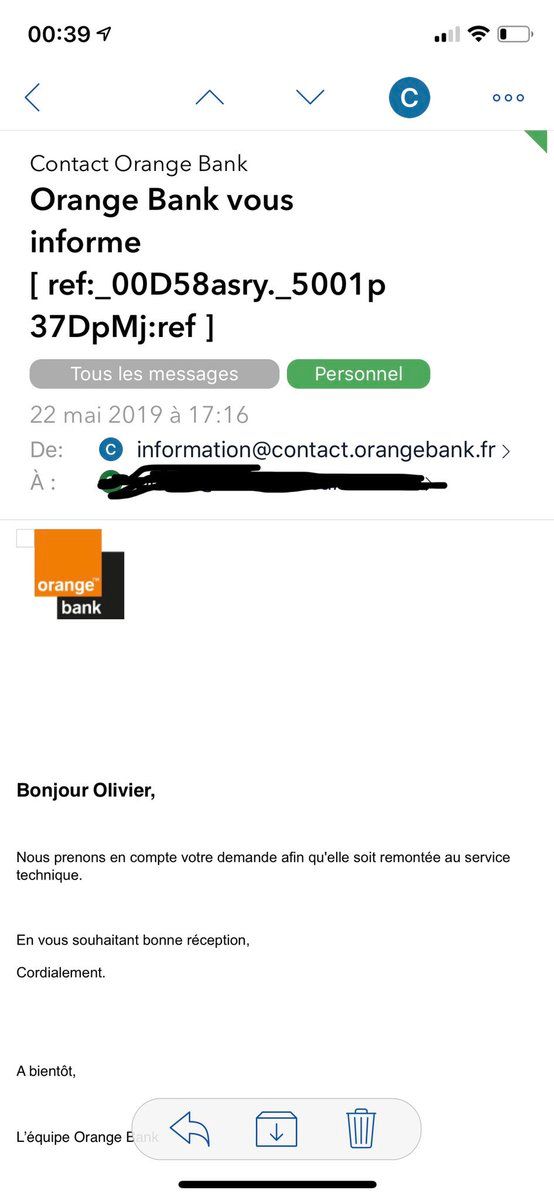 00:39
C
Contact Orange Bank
Orange Bank vous
informe
[ ref:_00D58asry._5001p
37DpMj:ref ]
Tous les messages Personnel
22 mai 2019 à 17:16
De: C information@contact.orangebank.fr
À :
orange™
bank
Bonjour Olivier,
Nous prenons en compte votre demande afin qu'elle soit remontée au service
technique.
En vous souhaitant bonne réception,
Cordialement.
A bientôt,
L'équipe Orange Bank